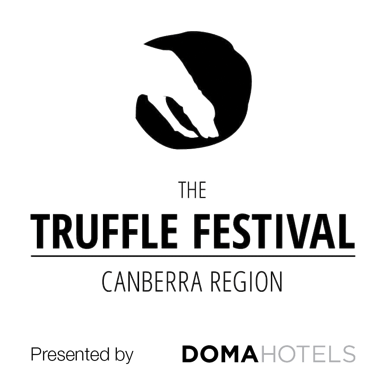 THE
TRUFFLE FESTIVAL
CANBERRA REGION
Presented by DOMAHOTELS